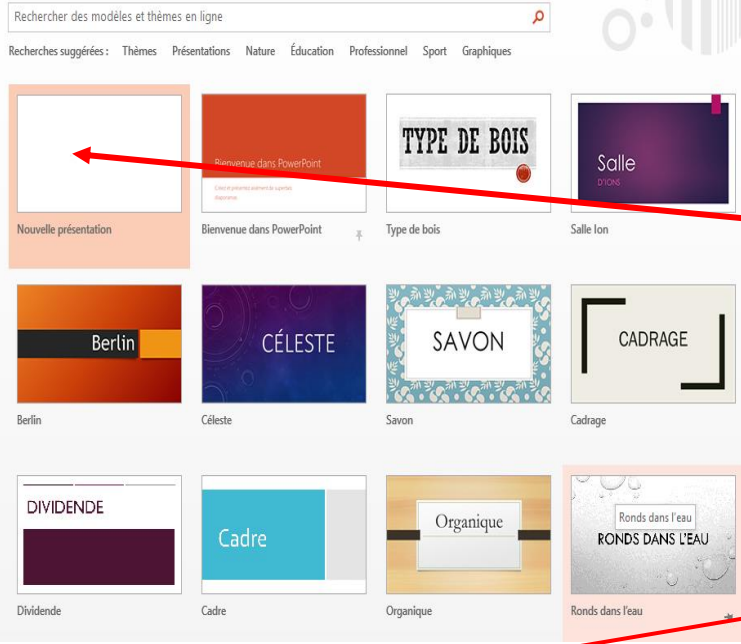 Rechercher des modèles et thèmes en ligne
Recherches suggérées : Thèmes Présentations Nature Éducation Professionnel Sport Graphiques
Bienvenue dans PowerPoint
TYPE DE BOIS
Salle
D'IONS
Nouvelle présentation
Bienvenue dans PowerPoint
Type de bois
Salle Ion
Berlin
CÉLESTE
SAVON
CADRAGE
Berlin
Céleste
Savon
Cadrage
DIVIDENDE
Cadre
Organique
Ronds dans l'eau
RONDS DANS L'EAU
Dividende
Cadre
Organique
Ronds dans l'eau